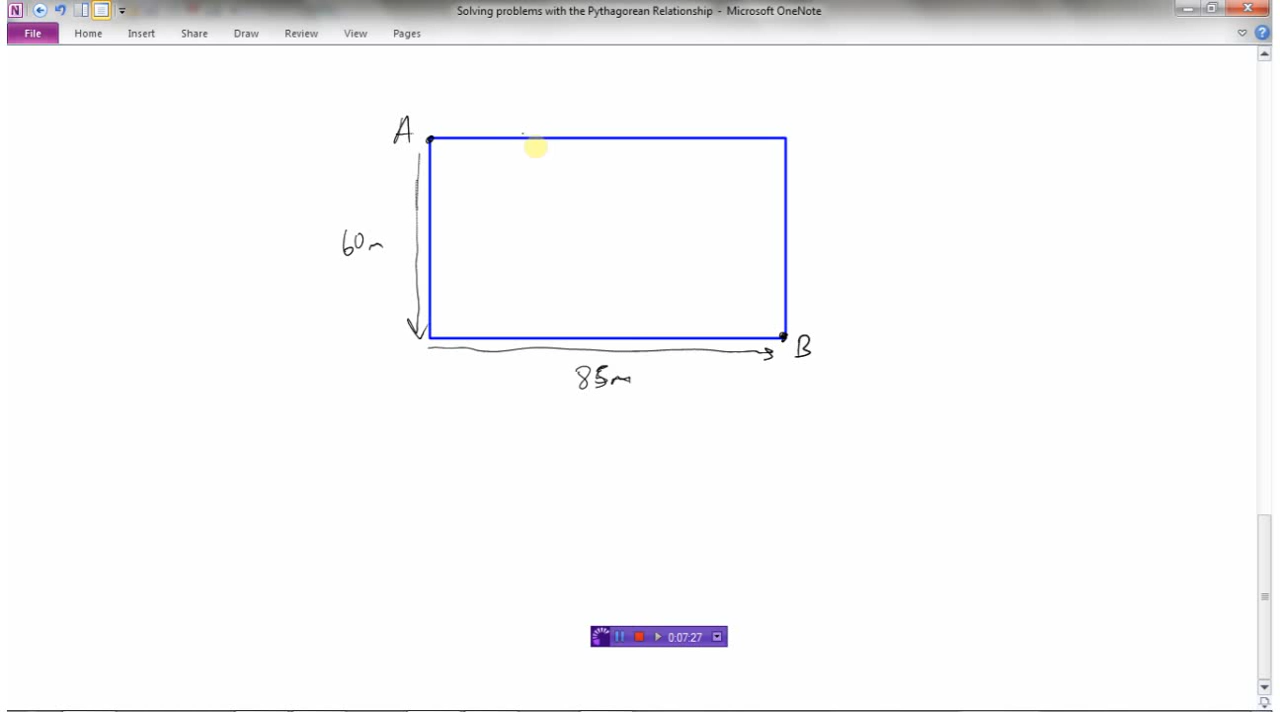 Solving problems with the Pythagorean Relationship - Microsoft OneNote
File Home Insert Share Draw Review View Pages
A
60m
B
85m
0:07:27